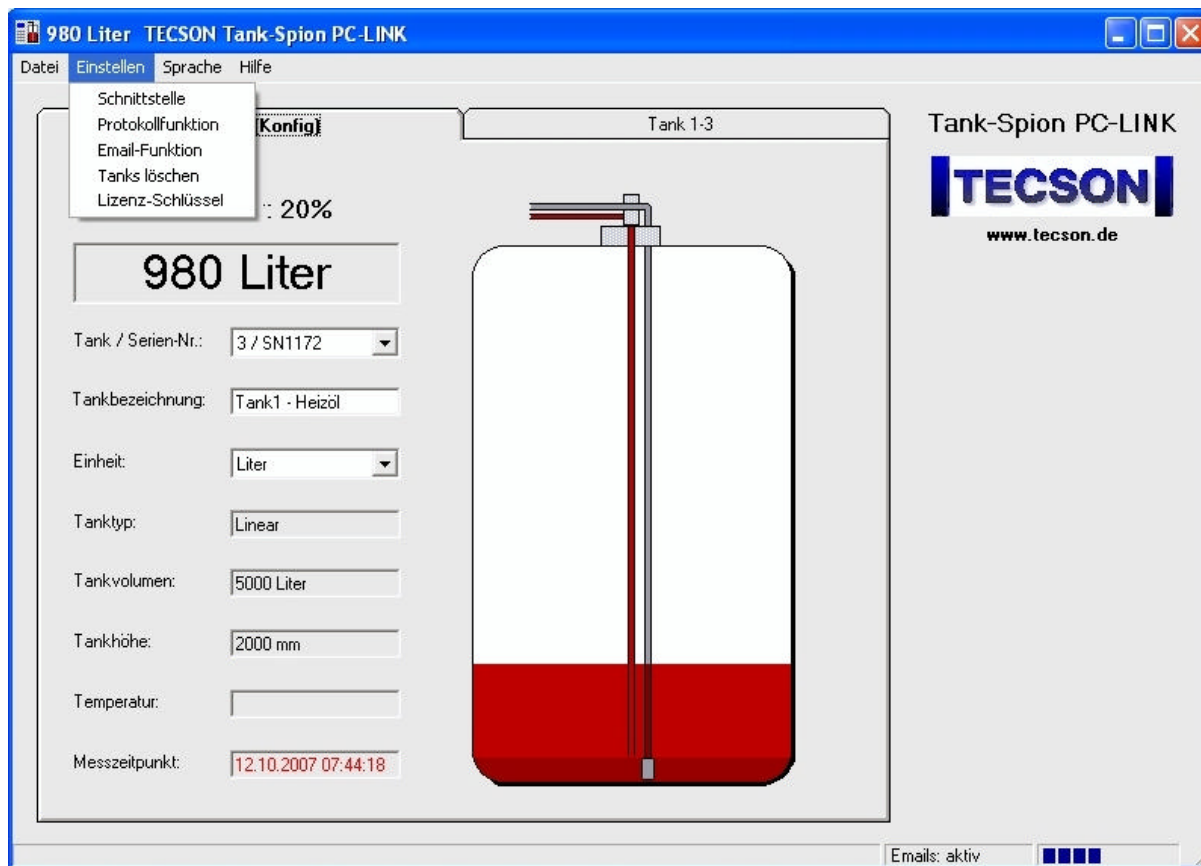 980 Liter TECSON Tank-Spion PC-LINK
Datei Einstellen Sprache Hilfe
Schnittstelle
Protokollfunktion
Email-Funktion
Tanks löschen
Lizenz-Schlüssel
(Konfig)
Tank 1-3
: 20%
980 Liter
Tank / Serien-Nr.: 3 / SN1172
Tankbezeichnung: Tank1 - Heizöl
Einheit: Liter
Tanktyp: Linear
Tankvolumen: 5000 Liter
Tankhöhe: 2000 mm
Temperatur:
Messzeitpunkt: 12.10.2007 07:44:18
Tank-Spion PC-LINK
TECSON
www.tecson.de
Emails: aktiv